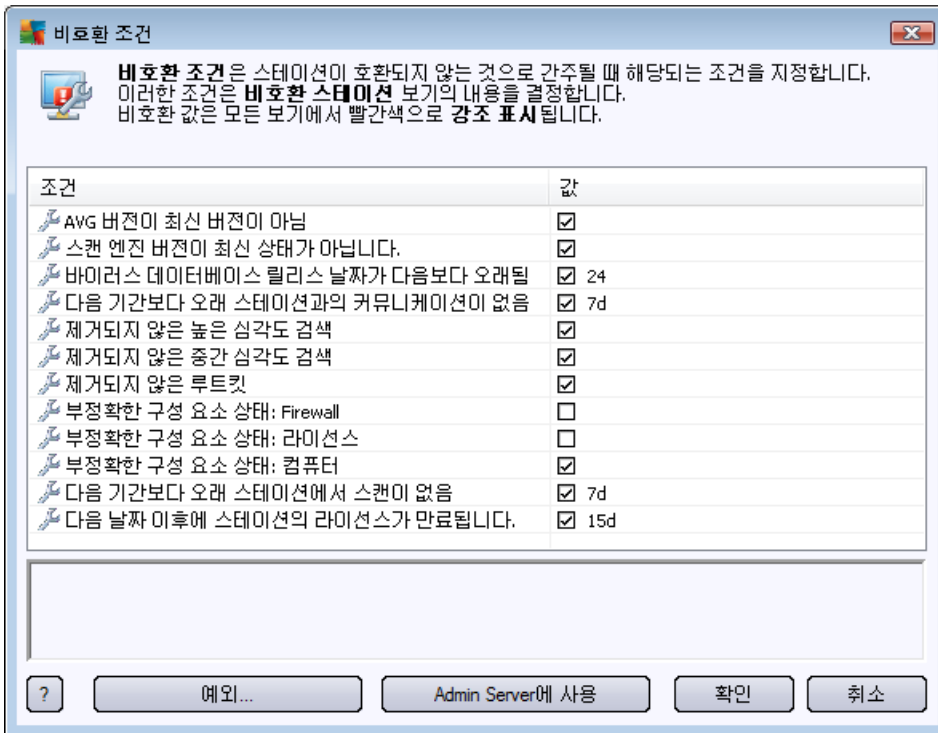 비호환 조건
비호환 조건은 스테이션이 호환되지 않는 것으로 간주될 때 해당되는 조건을 지정합니다.
이러한 조건은 비호환 스테이션 보기의 내용을 결정합니다.
비호환 값은 모든 보기에서 빨간색으로 강조 표시됩니다.
조건 값
AVG 버전이 최신 버전이 아님
스캔 엔진 버전이 최신 상태가 아닙니다.
바이러스 데이터베이스 릴리스 날짜가 다음보다 오래됨 24
다음 기간보다 오래 스테이션과의 커뮤니케이션이 없음 7d
제거되지 않은 높은 심각도 검색
제거되지 않은 중간 심각도 검색
제거되지 않은 루트킷
부정확한 구성 요소 상태: Firewall
부정확한 구성 요소 상태: 라이선스
부정확한 구성 요소 상태: 컴퓨터
다음 기간보다 오래 스테이션에서 스캔이 없음 7d
다음 날짜 이후에 스테이션의 라이선스가 만료됩니다. 15d
? 예외... Admin Server에 사용 확인 취소